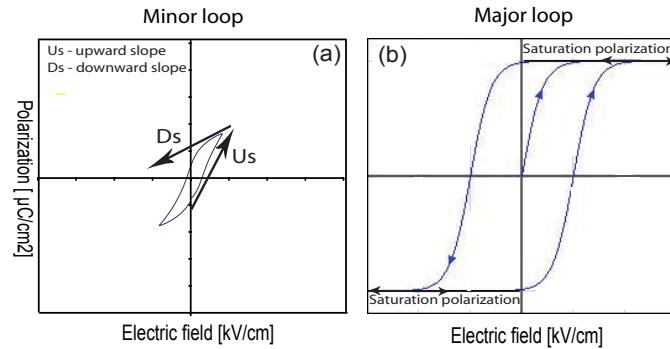 Minor loop
Major loop
Us - upward slope
Ds - downward slope
(a)
Ds
Us
Polarization [ µC/cm2]
Electric field [kV/cm]
(b)
Saturation polarization
Saturation polarization
Electric field [kV/cm]